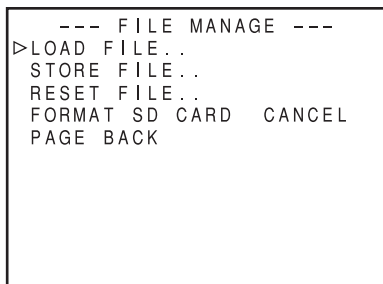 --- FILE MANAGE ---
▷LOAD FILE..
STORE FILE..
RESET FILE..
FORMAT SD CARD CANCEL
PAGE BACK